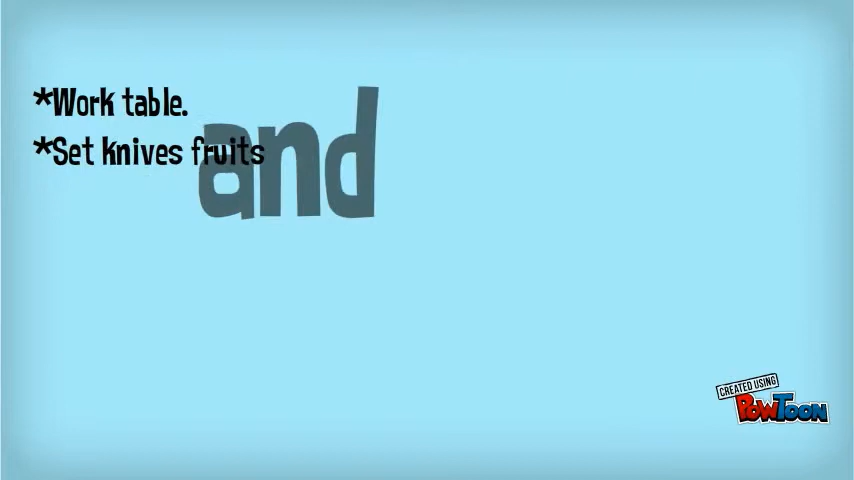 *Work table.
*Set knives fruits and
CREATED USING
POWTOON